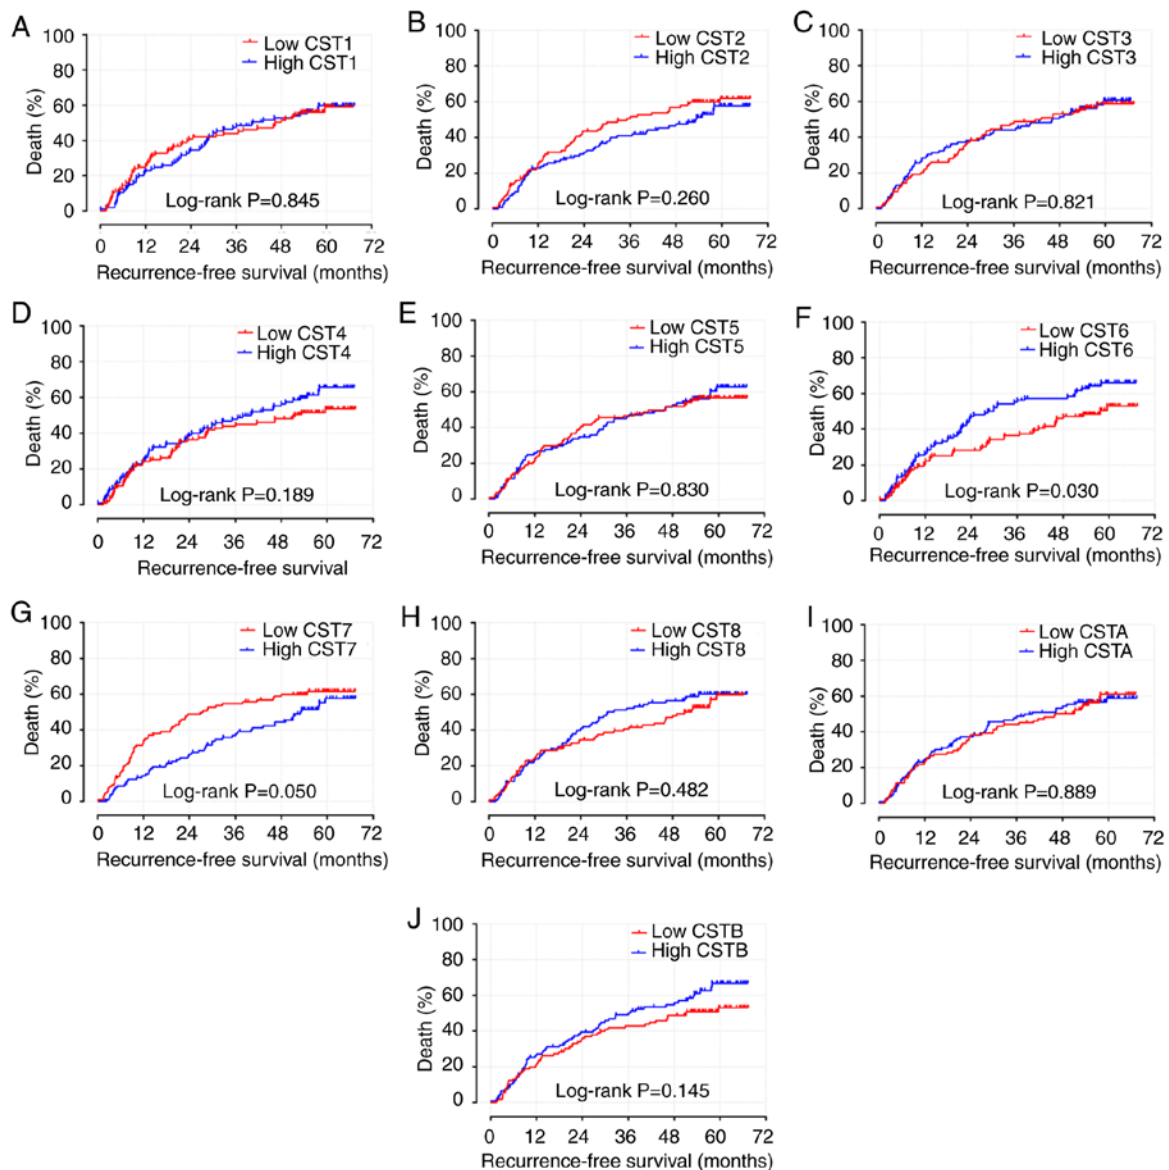 A
Death (%)
100
80
60
40
20
0
Low CST1
High CST1
Log-rank P=0.845
0 12 24 36 48 60 72
Recurrence-free survival (months)
B
Death (%)
100
80
60
40
20
0
Low CST2
High CST2
Log-rank P=0.260
0 12 24 36 48 60 72
Recurrence-free survival (months)
C
Death (%)
100
80
60
40
20
0
Low CST3
High CST3
Log-rank P=0.821
0 12 24 36 48 60 72
Recurrence-free survival (months)
D
Death (%)
100
80
60
40
20
0
Low CST4
High CST4
Log-rank P=0.189
0 12 24 36 48 60 72
Recurrence-free survival
E
Death (%)
100
80
60
40
20
0
Low CST5
High CST5
Log-rank P=0.830
0 12 24 36 48 60 72
Recurrence-free survival (months)
F
Death (%)
100
80
60
40
20
0
Low CST6
High CST6
Log-rank P=0.030
0 12 24 36 48 60 72
Recurrence-free survival (months)
G
Death (%)
100
80
60
40
20
0
Low CST7
High CST7
Log-rank P=0.050
0 12 24 36 48 60 72
Recurrence-free survival (months)
H
Death (%)
100
80
60
40
20
0
Low CST8
High CST8
Log-rank P=0.482
0 12 24 36 48 60 72
Recurrence-free survival (months)
I
Death (%)
100
80
60
40
20
0
Low CSTA
High CSTA
Log-rank P=0.889
0 12 24 36 48 60 72
Recurrence-free survival (months)
J
Death (%)
100
80
60
40
20
0
Low CSTB
High CSTB
Log-rank P=0.145
0 12 24 36 48 60 72
Recurrence-free survival (months)